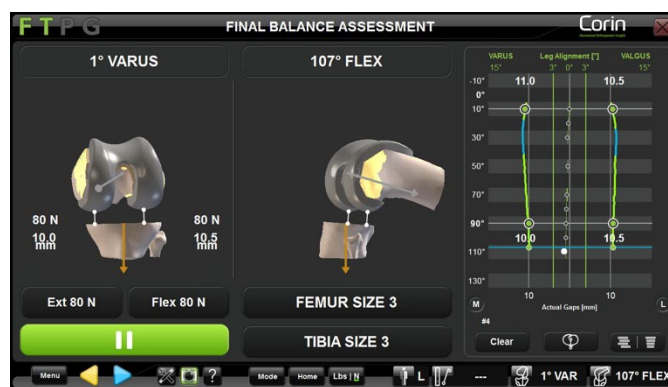 F T P G
FINAL BALANCE ASSESSMENT
Corin
1° VARUS
107° FLEX
80 N
10.0
mm
80 N
10.5
mm
Ext 80 N
Flex 80 N
FEMUR SIZE 3
TIBIA SIZE 3
VARUS
Leg Alignment [°]
VALGUS
15°
3°
0°
3°
15°
-10°
11.0
10.5
0°
10°
30°
50°
70°
90°
10.0
10.5
110°
130°
M
10
10
L
Actual Gaps [mm]
#4
Clear
Menu
?
Mode
Home
Lbs | N
L
---
1° VAR
107° FLEX